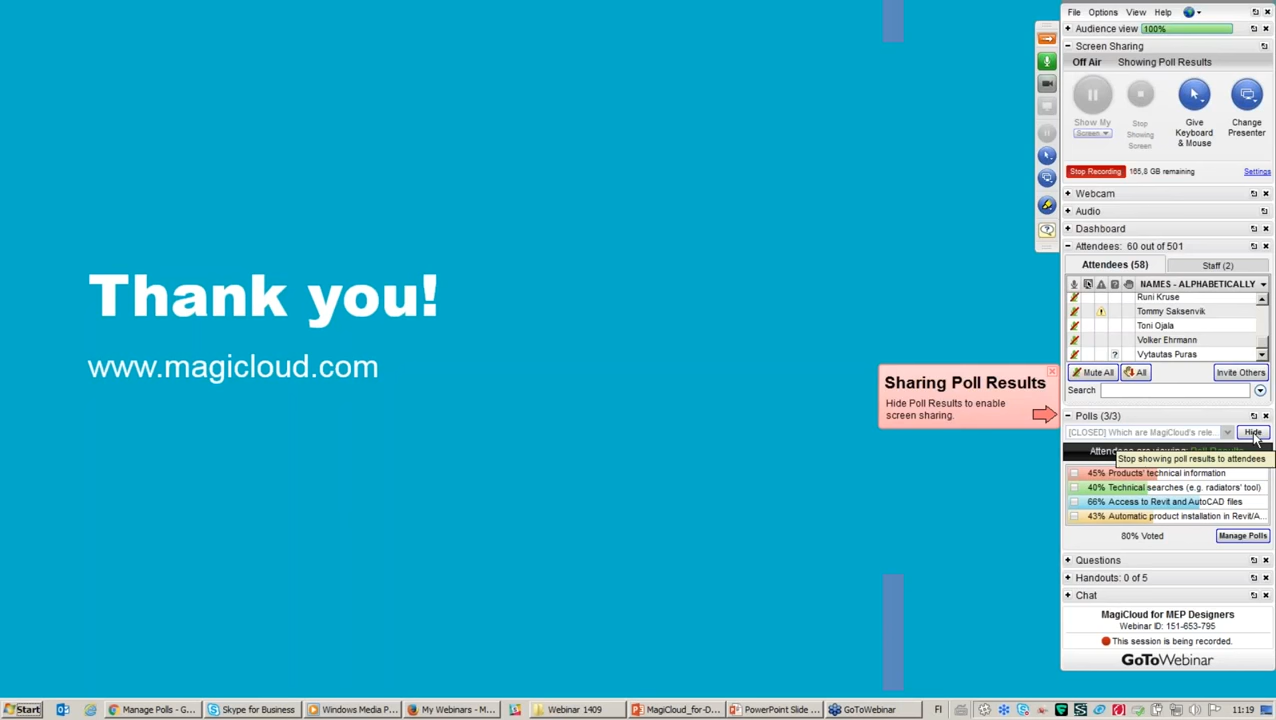 Thank you!
www.magicloud.com
File Options View Help
Audience view 100%
Screen Sharing
Off Air Showing Poll Results
Show My
Screen
Stop
Showing
Screen
Give
Keyboard
& Mouse
Change
Presenter
Stop Recording 165,8 GB remaining Settings
Webcam
Audio
Dashboard
Attendees: 60 out of 501
Attendees (58) Staff (2)
NAMES - ALPHABETICALLY
Runi Kruse
Tommy Saksenvik
Toni Ojala
Volker Ehrmann
Vytautas Puras
Mute All All Invite Others
Search
Sharing Poll Results
Hide Poll Results to enable
screen sharing.
Polls (3/3)
[CLOSED] Which are MagiCloud's rele... Hide
Stop showing poll results to attendees
45% Products' technical information
40% Technical searches (e.g. radiators' tool)
66% Access to Revit and AutoCAD files
43% Automatic product installation in Revit/A...
80% Voted Manage Polls
Questions
Handouts: 0 of 5
Chat
MagiCloud for MEP Designers
Webinar ID: 151-653-795
This session is being recorded.
GoToWebinar
Start Manage Polls - G... Skype for Business Windows Media P... My Webinars - M... Webinar 1409 MagiCloud_for-D... PowerPoint Slide ... GoToWebinar FI 11:19